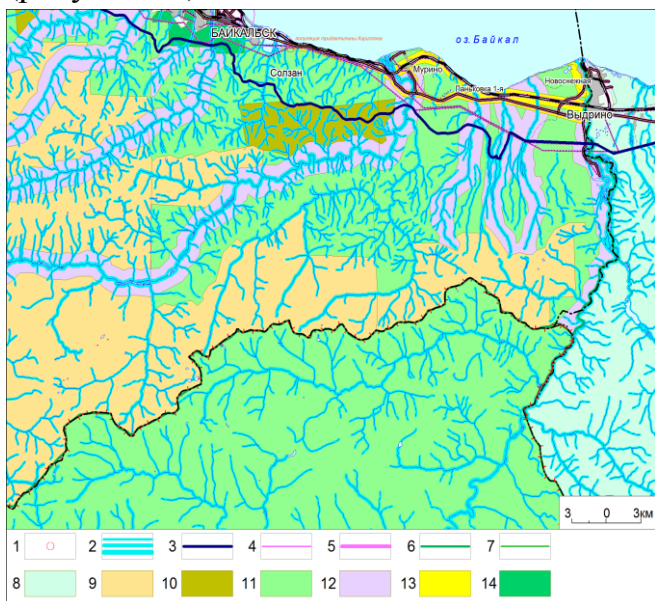 БАЙКАЛЬСК
оз. Байкал
Мурино
Новоснежная
Солзан
Паньковка 1-я
Выдрино
3 0 3км
1 2 3 4 5 6 7
8 9 10 11 12 13 14